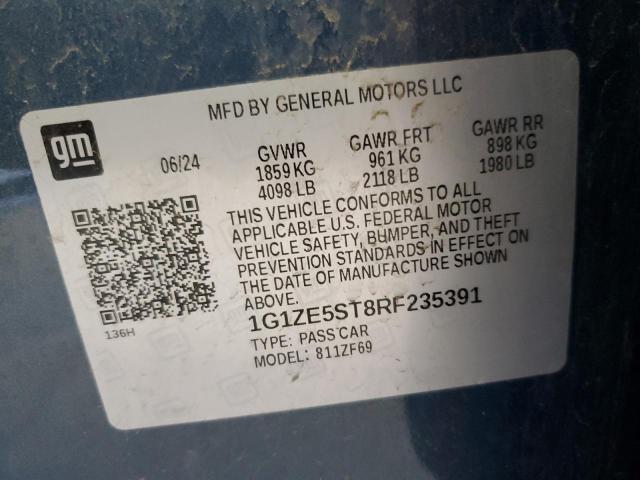 MFD BY GENERAL MOTORS LLC
gm
06/24
GVWR
1859 KG
4098 LB
GAWR FRT
961 KG
2118 LB
GAWR RR
898 KG
1980 LB
THIS VEHICLE CONFORMS TO ALL
APPLICABLE U.S. FEDERAL MOTOR
VEHICLE SAFETY, BUMPER, AND THEFT
PREVENTION STANDARDS IN EFFECT ON
THE DATE OF MANUFACTURE SHOWN
ABOVE.
136H
1G1ZE5ST8RF235391
TYPE: PASS CAR
MODEL: 811ZF69